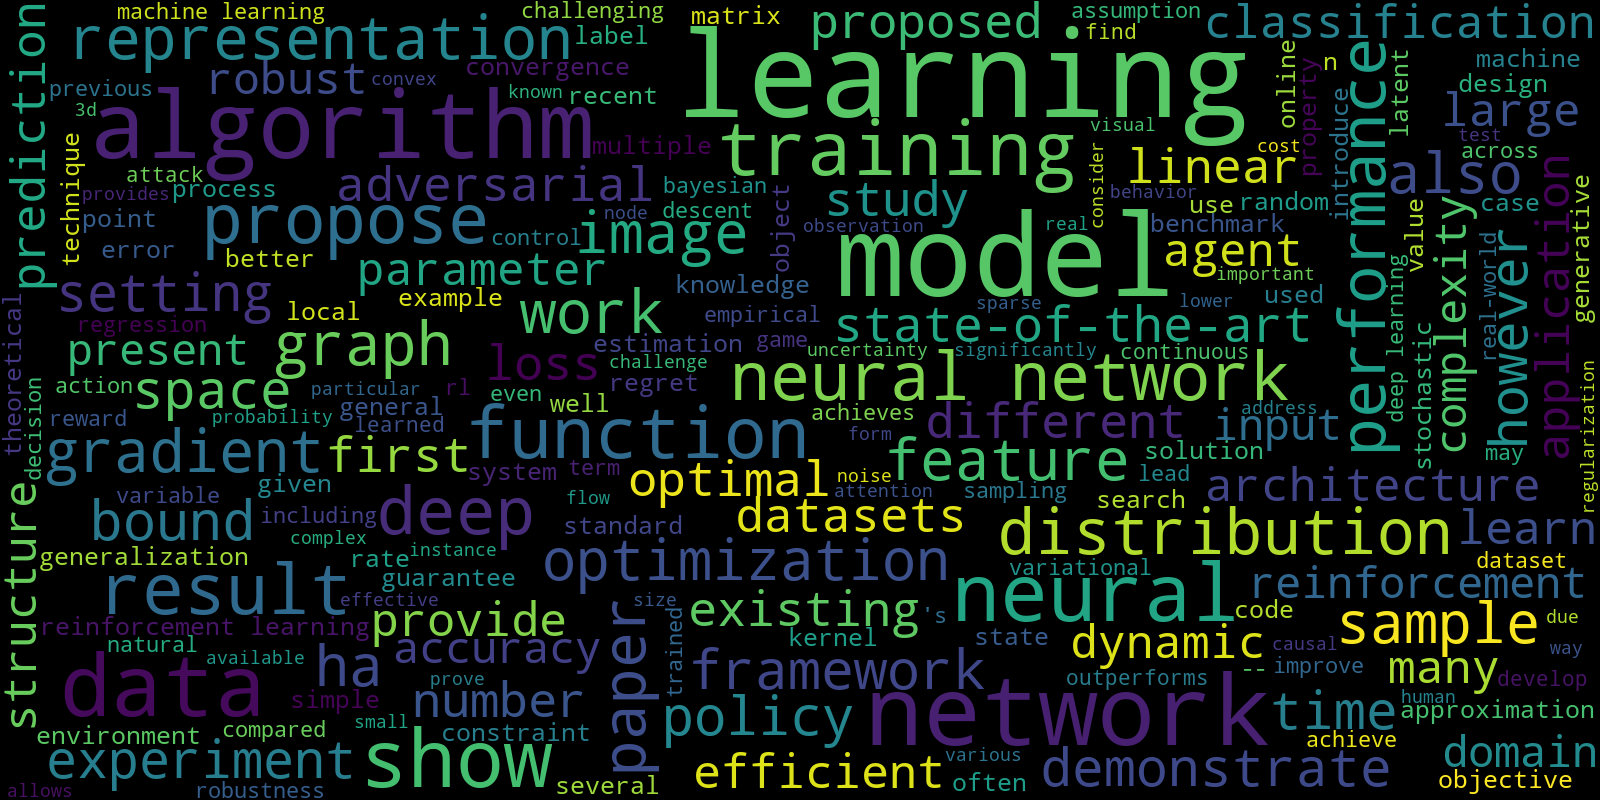 machine learning
challenging
matrix
proposed
assumption
classification
prediction
representation
label
learning
find
robust
convex
convergence
online
n
machine
previous
3d
known
recent
property
performance
latent
design
large
algorithm
multiple
training
visual
cost
introduce
test
across
technique
attack
provides
process
adversarial
bayesian
object
study
consider
linear
behavior
use
random
also
application
generative
case
point
propose
node
descent
observation
real
benchmark
value
complexity
error
control
image
model
agent
better
parameter
knowledge
important
deep learning
however
real-world
setting
local
example
work
empirical
sparse
lower
used
theoretical
regression
graph
estimation
game
state-of-the-art
stochastic
present
loss
challenge
uncertainty
significantly
continuous
regularization
action
space
particular
rl
even
regret
neural network
decision
reward
probability
general
well
achieves
different
address
input
learned
function
form
may
gradient
first
system
term
feature
lead
solution
structure
variable
given
optimal
noise
attention
sampling
search
architecture
bound
including
deep
flow
standard
datasets
distribution
learn
generalization
complex
rate
instance
optimization
variational
dataset
result
guarantee
effective
paper
size
existing
's
neural
reinforcement
code
sample
due
reinforcement learning
provide
trained
kernel
state
dynamic
causal
way
natural
available
ha
accuracy
framework
outperforms
--
improve
many
develop
data
prove
simple
number
policy
network
time
human
approximation
environment
compared
small
constraint
achieve
experiment
show
efficient
various
demonstrate
domain
allows
robustness
several
often
objective